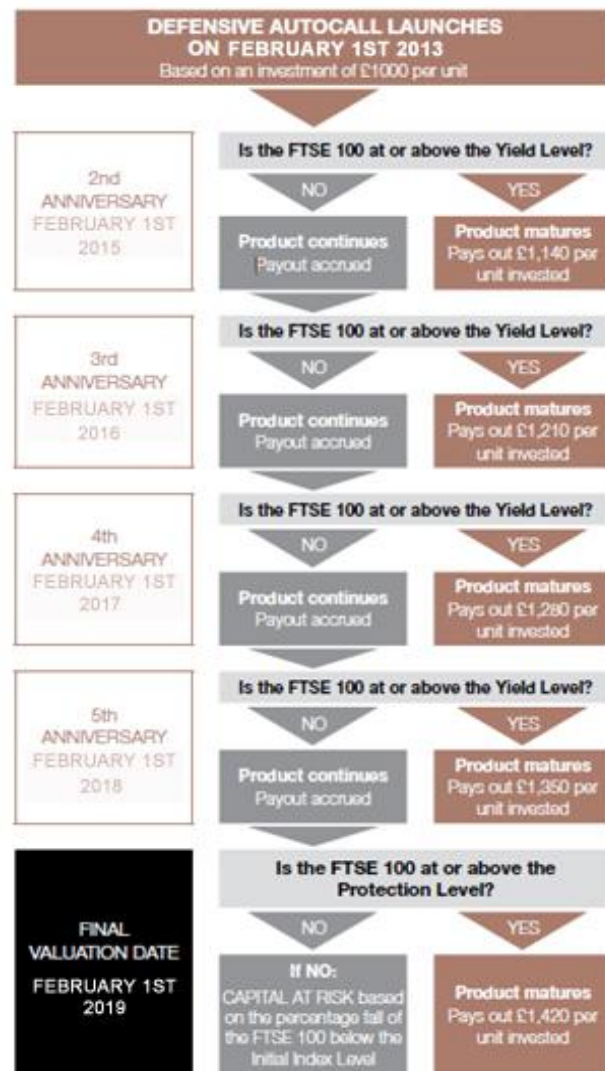 DEFENSIVE AUTOCALL LAUNCHES
ON FEBRUARY 1ST 2013
Based on an investment of £1000 per unit
2nd
ANNIVERSARY
FEBRUARY 1ST
2015
Is the FTSE 100 at or above the Yield Level?
NO
YES
Product continues
Payout accrued
Product matures
Pays out £1,140 per
unit invested
3rd
ANNIVERSARY
FEBRUARY 1ST
2016
Is the FTSE 100 at or above the Yield Level?
NO
YES
Product continues
Payout accrued
Product matures
Pays out £1,210 per
unit invested
4th
ANNIVERSARY
FEBRUARY 1ST
2017
Is the FTSE 100 at or above the Yield Level?
NO
YES
Product continues
Payout accrued
Product matures
Pays out £1,280 per
unit invested
5th
ANNIVERSARY
FEBRUARY 1ST
2018
Is the FTSE 100 at or above the Yield Level?
NO
YES
Product continues
Payout accrued
Product matures
Pays out £1,350 per
unit invested
FINAL
VALUATION DATE
FEBRUARY 1ST
2019
Is the FTSE 100 at or above the
Protection Level?
NO
YES
If NO:
CAPITAL AT RISK based
on the percentage fall of
the FTSE 100 below the
Initial Index Level
Product matures
Pays out £1,420 per
unit invested